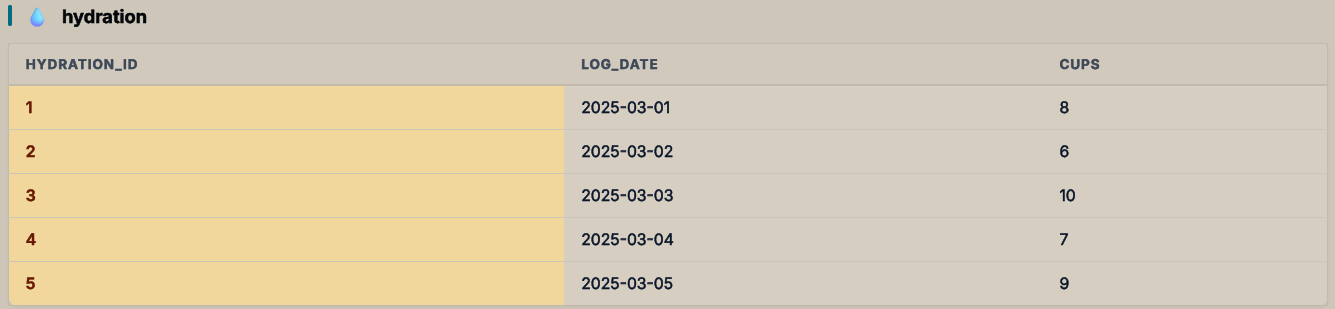 hydration
HYDRATION_ID LOG_DATE CUPS
1 2025-03-01 8
2 2025-03-02 6
3 2025-03-03 10
4 2025-03-04 7
5 2025-03-05 9